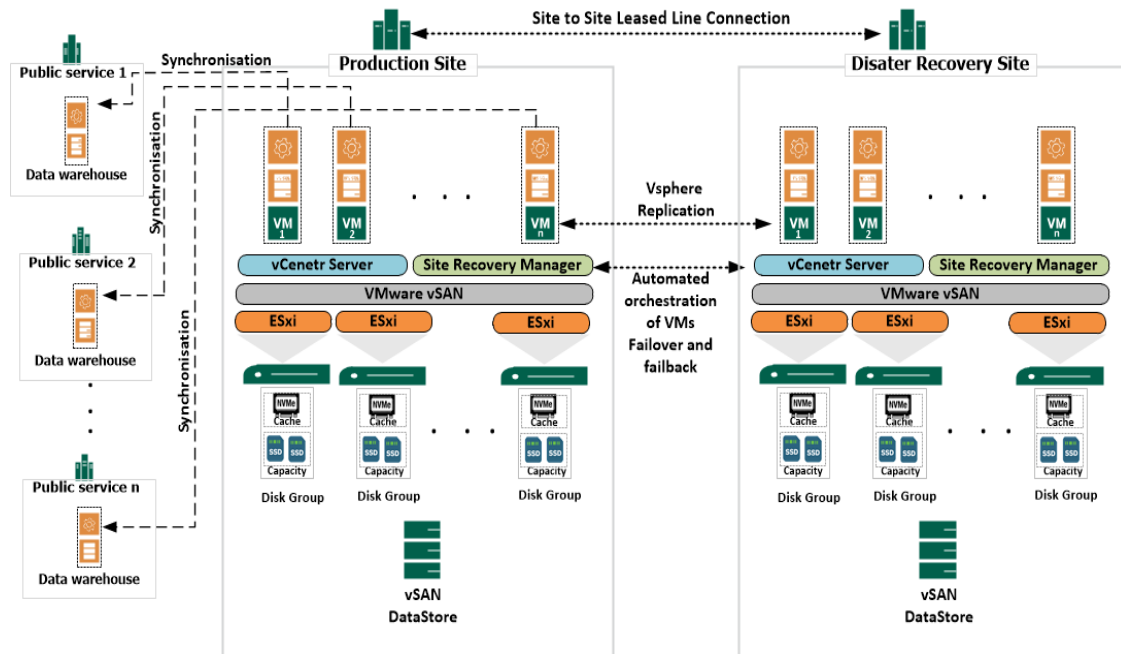 Site to Site Leased Line Connection
Public service 1
Data warehouse
Public service 2
Data warehouse
Public service n
Data warehouse
Synchronisation
Synchronisation
Synchronisation
Production Site
VM
1
VM
2
VM
n
vCenetr Server
Site Recovery Manager
VMware vSAN
ESxi
ESxi
ESxi
NVMe
Cache
SSD
SSD
Capacity
Disk Group
NVMe
Cache
SSD
SSD
Capacity
Disk Group
NVMe
Cache
SSD
SSD
Capacity
Disk Group
vSAN
DataStore
Vsphere
Replication
Automated
orchestration
of VMs
Failover and
failback
Disater Recovery Site
VM
1
VM
2
VM
n
vCenetr Server
Site Recovery Manager
VMware vSAN
ESxi
ESxi
ESxi
NVMe
Cache
SSD
SSD
Capacity
Disk Group
NVMe
Cache
SSD
SSD
Capacity
Disk Group
NVMe
Cache
SSD
SSD
Capacity
Disk Group
vSAN
DataStore